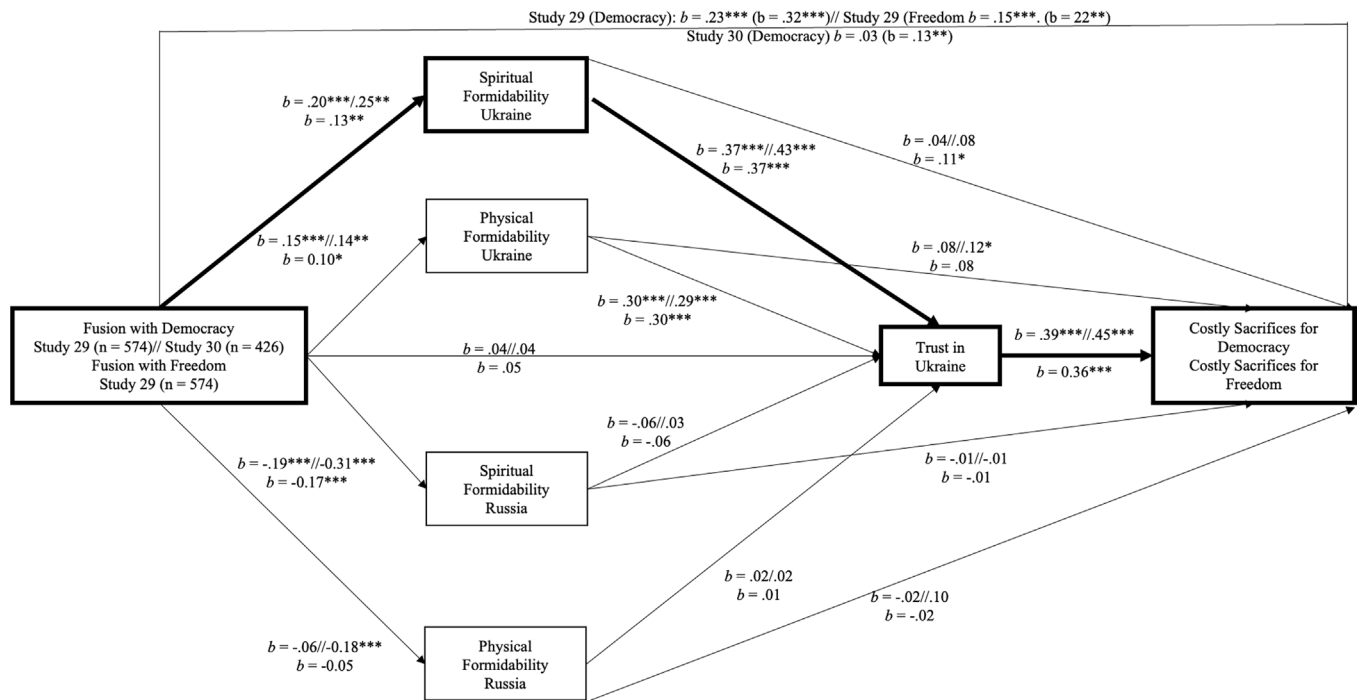 Study 29 (Democracy): b = .23*** (b = .32***)// Study 29 (Freedom b = .15***. (b = 22**)
Study 30 (Democracy) b = .03 (b = .13**)
Spiritual
Formidability
Ukraine
b = .20***/.25**
b = .13**
b = .37***//.43***
b = .37***
b = .04//.08
b = .11*
Physical
Formidability
Ukraine
b = .15***//.14**
b = 0.10*
b = .08//.12*
b = .08
b = .30***//.29***
b = .30***
Fusion with Democracy
Study 29 (n = 574)// Study 30 (n = 426)
Fusion with Freedom
Study 29 (n = 574)
b = .04//.04
b = .05
Trust in
Ukraine
b = .39***//.45***
b = 0.36***
Costly Sacrifices for
Democracy
Costly Sacrifices for
Freedom
b = -.06//.03
b = -.06
b = -.19***//-0.31***
b = -0.17***
Spiritual
Formidability
Russia
b = -.01//-.01
b = -.01
b = .02/.02
b = .01
b = -.02//.10
b = -.02
b = -.06//-0.18***
b = -0.05
Physical
Formidability
Russia